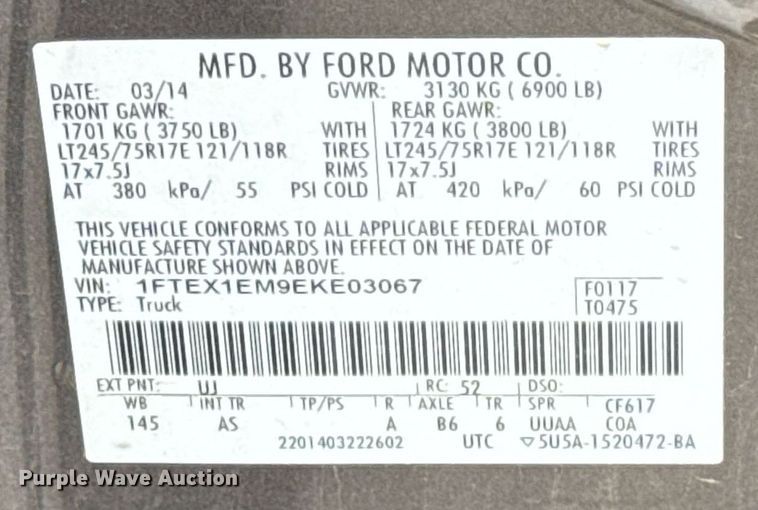 MFD. BY FORD MOTOR CO.
DATE: 03/14 GVWR: 3130 KG ( 6900 LB)
FRONT GAWR: REAR GAWR:
1701 KG ( 3750 LB) WITH 1724 KG ( 3800 LB) WITH
LT245/75R17E 121/118R TIRES LT245/75R17E 121/118R TIRES
17x7.5J RIMS 17x7.5J RIMS
AT 380 kPa/ 55 PSI COLD AT 420 kPa/ 60 PSI COLD
THIS VEHICLE CONFORMS TO ALL APPLICABLE FEDERAL MOTOR
VEHICLE SAFETY STANDARDS IN EFFECT ON THE DATE OF
MANUFACTURE SHOWN ABOVE.
VIN: 1FTEX1EM9EKE03067 F0117
TYPE: Truck T0475
EXT PNT: UJ RC: 52 DSO:
WB INT TR TP/PS R AXLE TR SPR CF617
145 AS A B6 6 UUAA COA
2201403222602 UTC ▽5U5A-1520472-BA
Purple Wave Auction